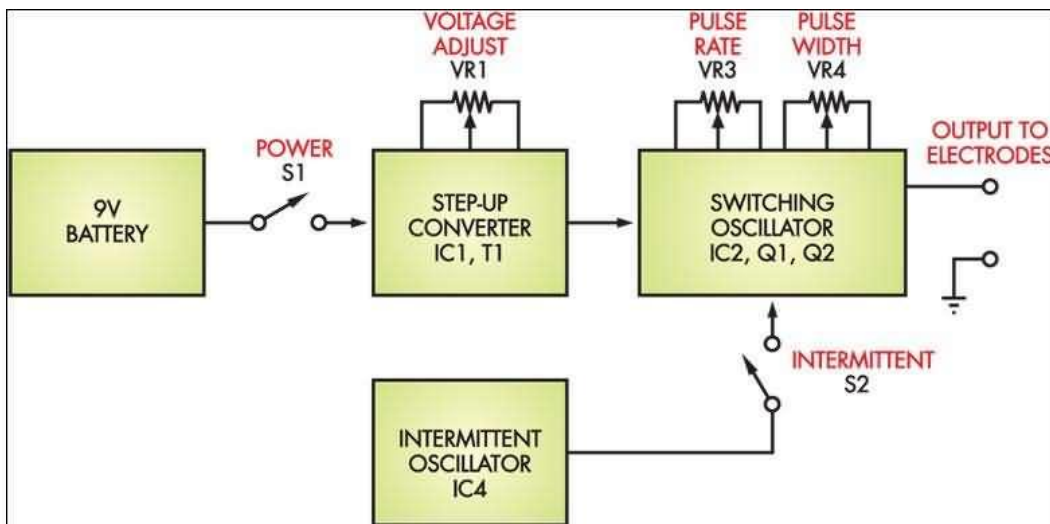 VOLTAGE
ADJUST
VR1
PULSE
RATE
VR3
PULSE
WIDTH
VR4
OUTPUT TO
ELECTRODES
POWER
S1
9V
BATTERY
STEP-UP
CONVERTER
IC1, T1
SWITCHING
OSCILLATOR
IC2, Q1, Q2
INTERMITTENT
S2
INTERMITTENT
OSCILLATOR
IC4